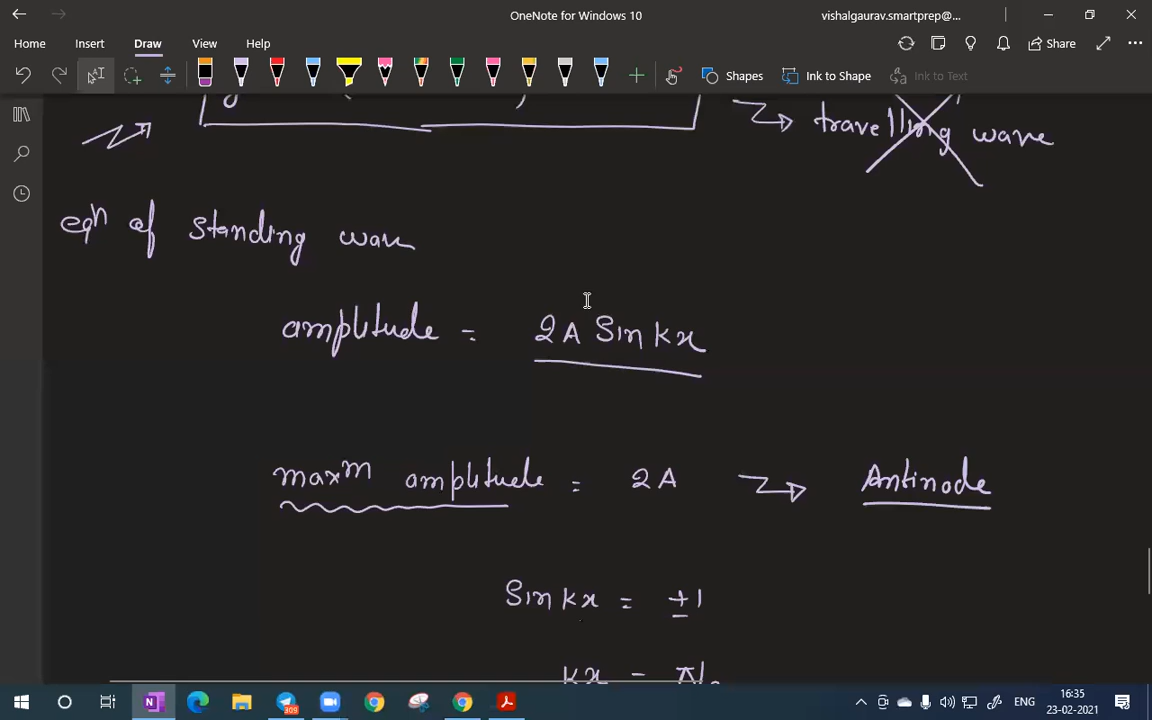 OneNote for Windows 10
vishalgaurav.smartprep@...
Home Insert Draw View Help
Share
Shapes
Ink to Shape
Ink to Text
travelling wave
eqn of standing wave
amplitude = 2A Sin kx
maxm amplitude = 2A Antinode
Sin kx = ±1
kx = π/
309
ENG
16:35
23-02-2021